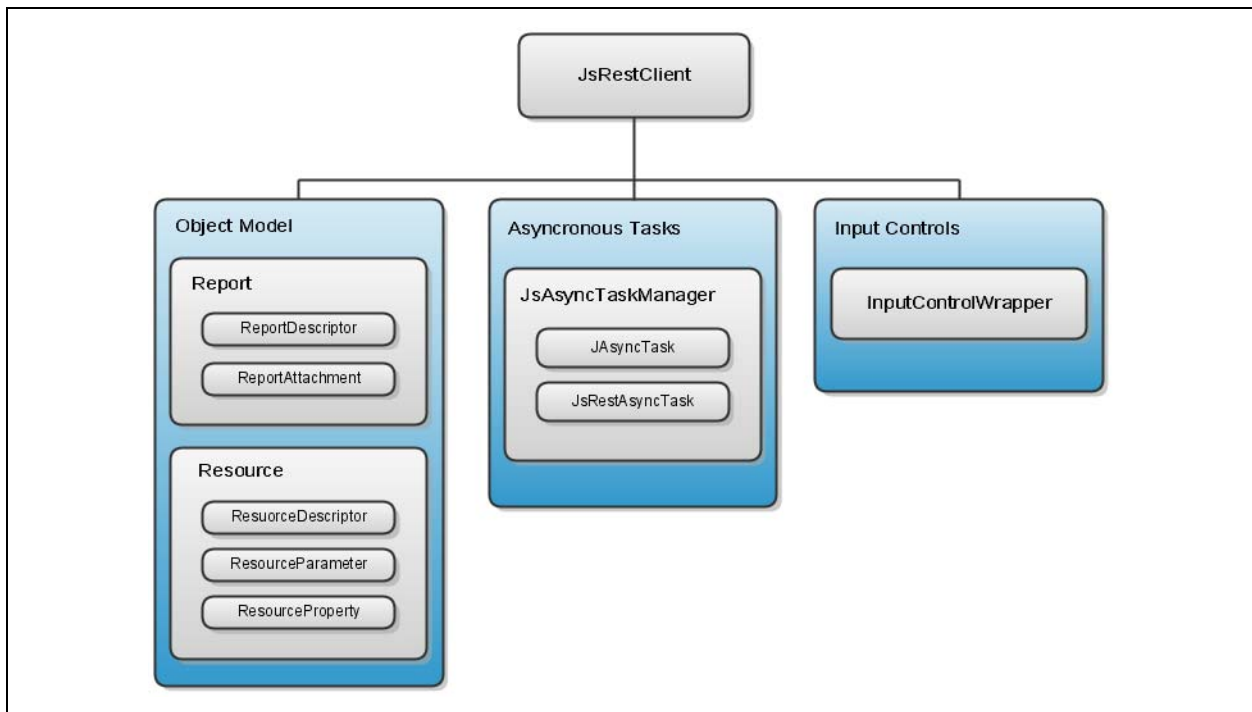 JsRestClient
Object Model
Report
ReportDescriptor
ReportAttachment
Resource
ResuorceDescriptor
ResourceParameter
ResourceProperty
Asyncronous Tasks
JsAsyncTaskManager
JAsyncTask
JsRestAsyncTask
Input Controls
InputControlWrapper